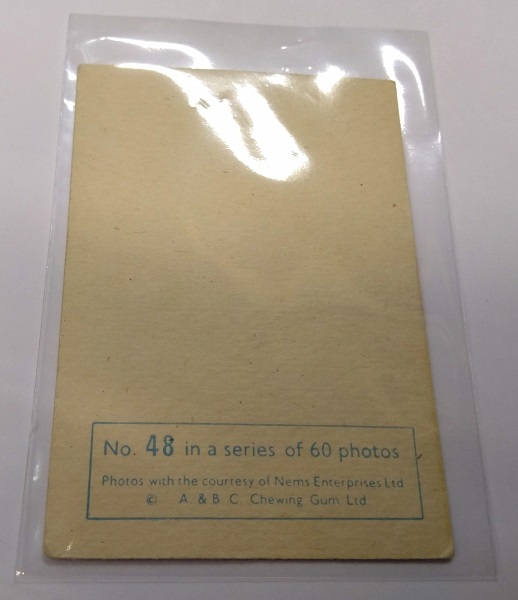 No. 48 in a series of 60 photos
Photos with the courtesy of Nems Enterprises Ltd
© A. & B. C. Chewing Gum Ltd